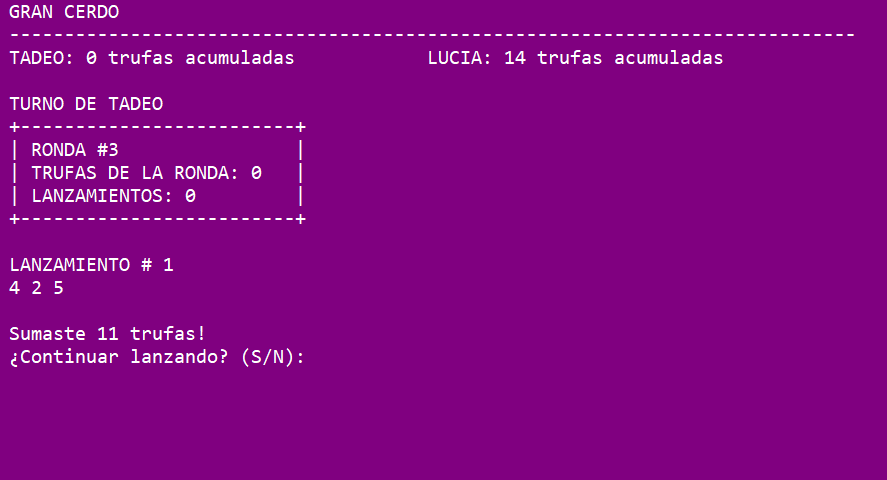 GRAN CERDO
-----------------------------------------------------------------------------
TADEO: 0 trufas acumuladas            LUCIA: 14 trufas acumuladas
TURNO DE TADEO
+-------------------------+
| RONDA #3                |
| TRUFAS DE LA RONDA: 0   |
| LANZAMIENTOS: 0         |
+-------------------------+
LANZAMIENTO # 1
4 2 5
Sumaste 11 trufas!
¿Continuar lanzando? (S/N):